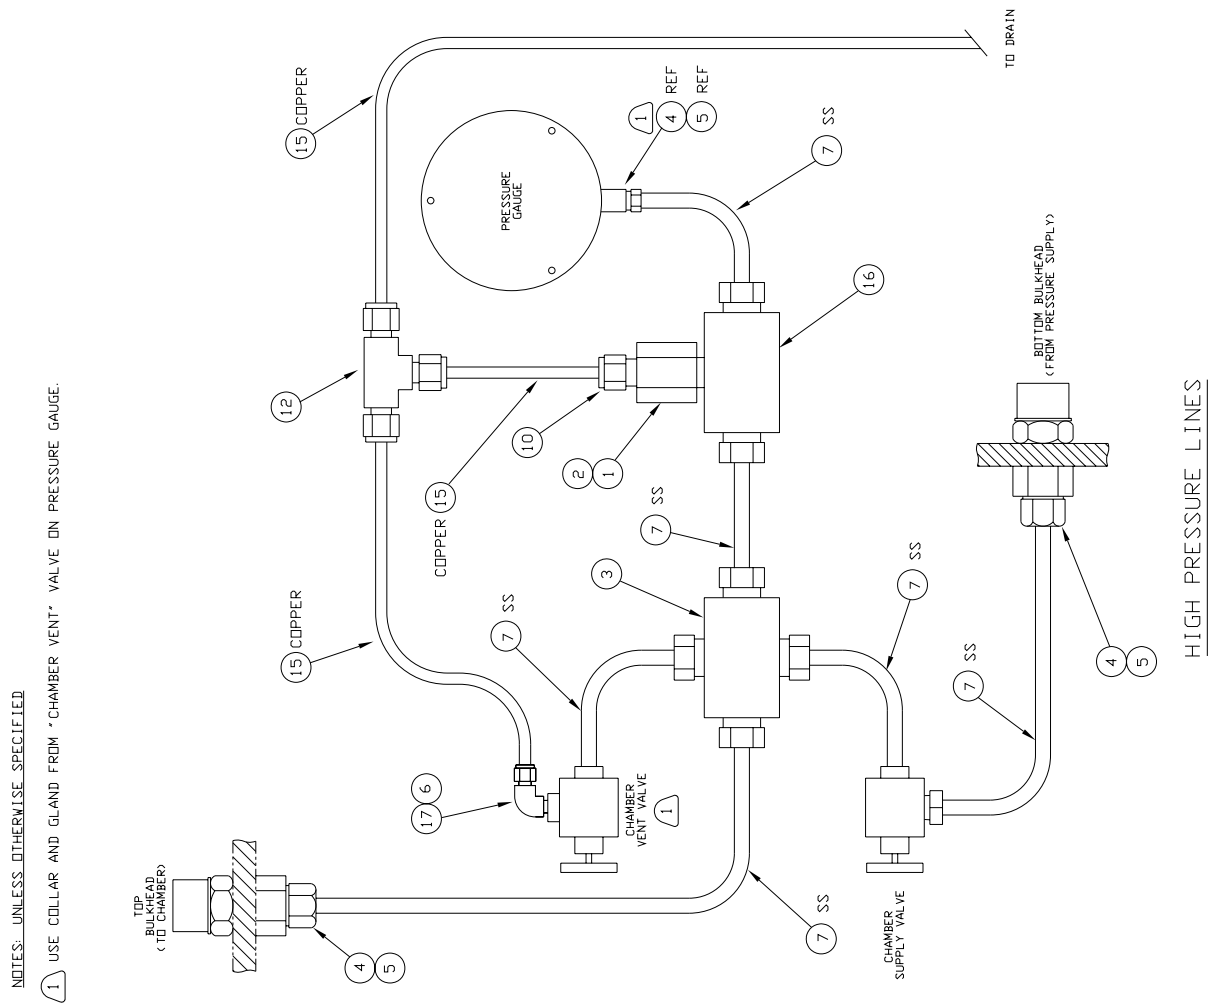 NOTES: UNLESS OTHERWISE SPECIFIED
1 USE COLLAR AND GLAND FROM "CHAMBER VENT" VALVE ON PRESSURE GAUGE.
TOP
BULKHEAD
(TO CHAMBER)
4
5
15 COPPER
12
15 COPPER
COPPER 15
17 6
CHAMBER
VENT VALVE
1
7 SS
10
2
1
3
7 SS
PRESSURE
GAUGE
1
4 REF
5 REF
7 SS
16
TO DRAIN
7 SS
CHAMBER
SUPPLY VALVE
7 SS
7 SS
BOTTOM BULKHEAD
(FROM PRESSURE SUPPLY)
4
5
HIGH PRESSURE LINES